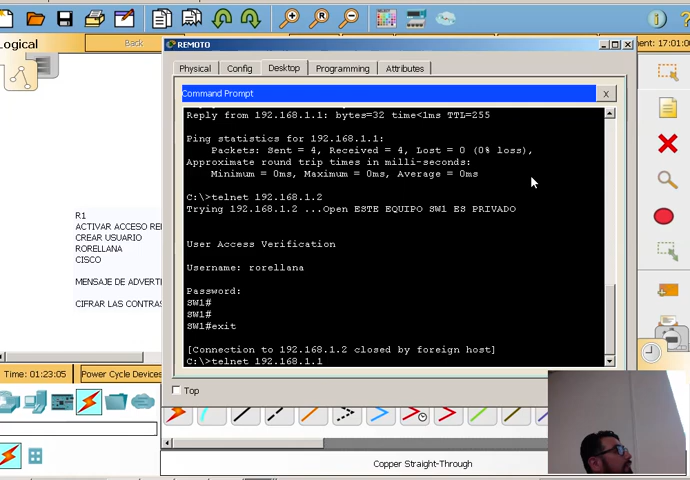 Logical
Back
ment: 17:01:0
REMOTO
Physical Config Desktop Programming Attributes
Command Prompt
X
Reply from 192.168.1.1: bytes=32 time<1ms TTL=255
Ping statistics for 192.168.1.1:
Packets: Sent = 4, Received = 4, Lost = 0 (0% loss),
Approximate round trip times in milli-seconds:
Minimum = 0ms, Maximum = 0ms, Average = 0ms
C:\>telnet 192.168.1.2
Trying 192.168.1.2 ...Open ESTE EQUIPO SW1 ES PRIVADO
User Access Verification
Username: rorellana
Password:
SW1#
SW1#
SW1#exit
[Connection to 192.168.1.2 closed by foreign host]
C:\>telnet 192.168.1.1
Top
R1
ACTIVAR ACCESO RE
CREAR USUARIO
RORELLANA
CISCO
MENSAJE DE ADVERT
CIFRAR LAS CONTRAS
Time: 01:23:05 Power Cycle Devices
Copper Straight-Through